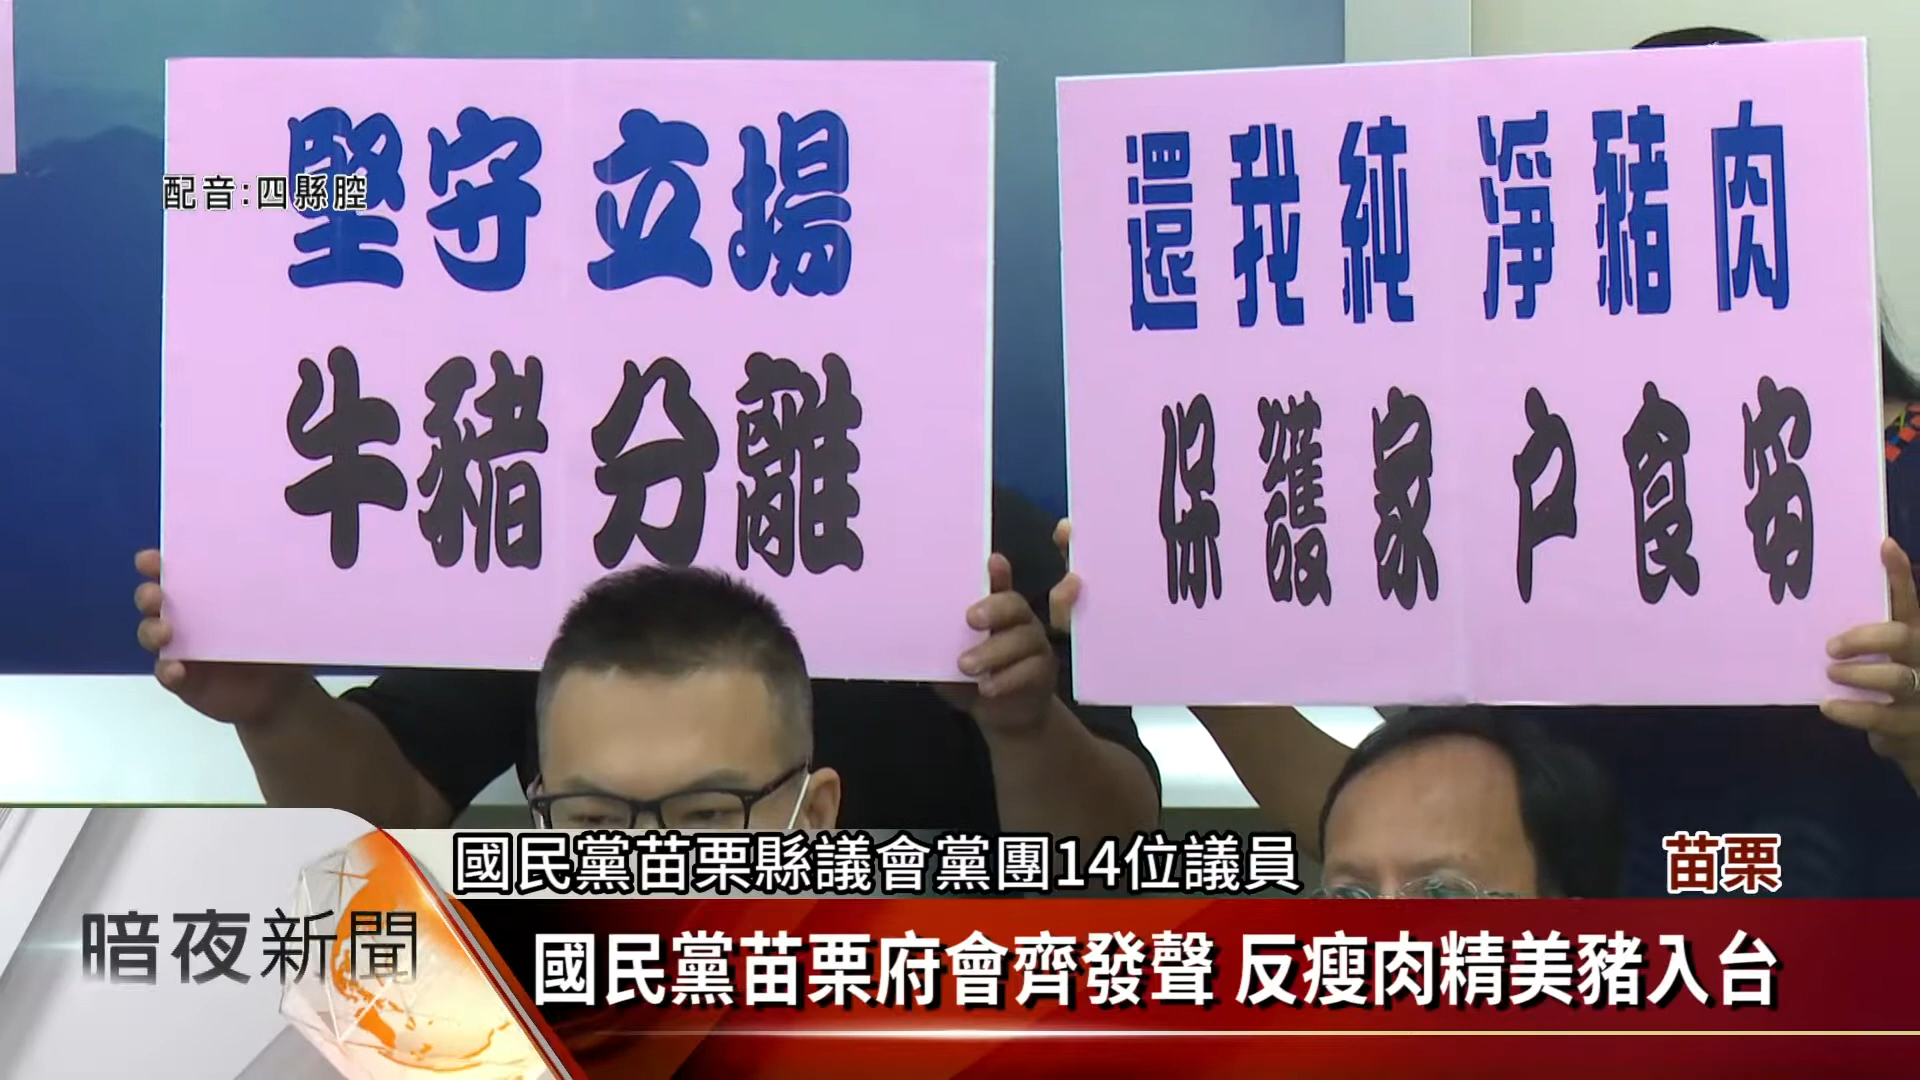 堅守立場
牛豬分離
還我純淨豬肉
保護家戶食安
配音:四縣腔
國民黨苗栗縣議會黨團14位議員
苗栗
暗夜新聞
國民黨苗栗府會齊發聲 反瘦肉精美豬入台